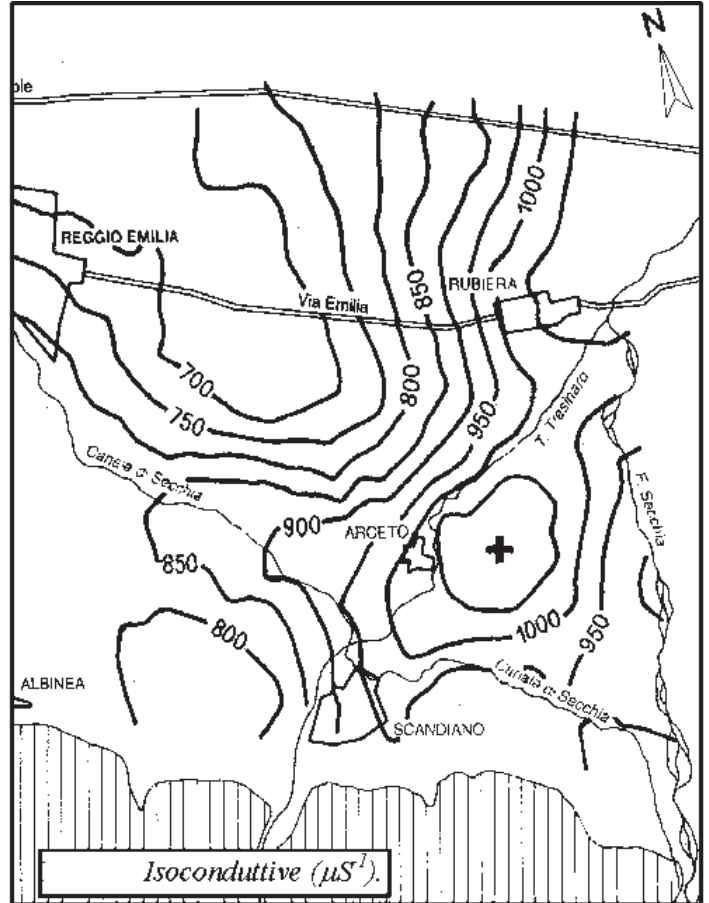 N
ole
1000
REGGIO EMILIA
850
RUBIERA
Via Emilia
700
800
750
950
T. Tresinaro
Canale di Secchia
F. Secchia
900
ARCETO
850
1000
950
800
Canale di Secchia
ALBINEA
SCANDIANO
Isoconduttive (μS¹).